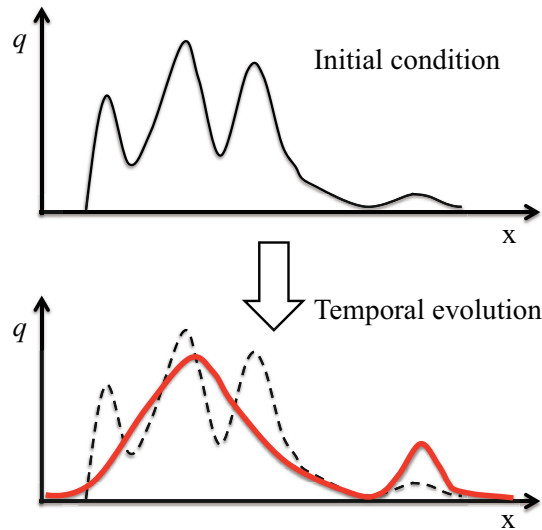 q
Initial condition
x
Temporal evolution
q
x